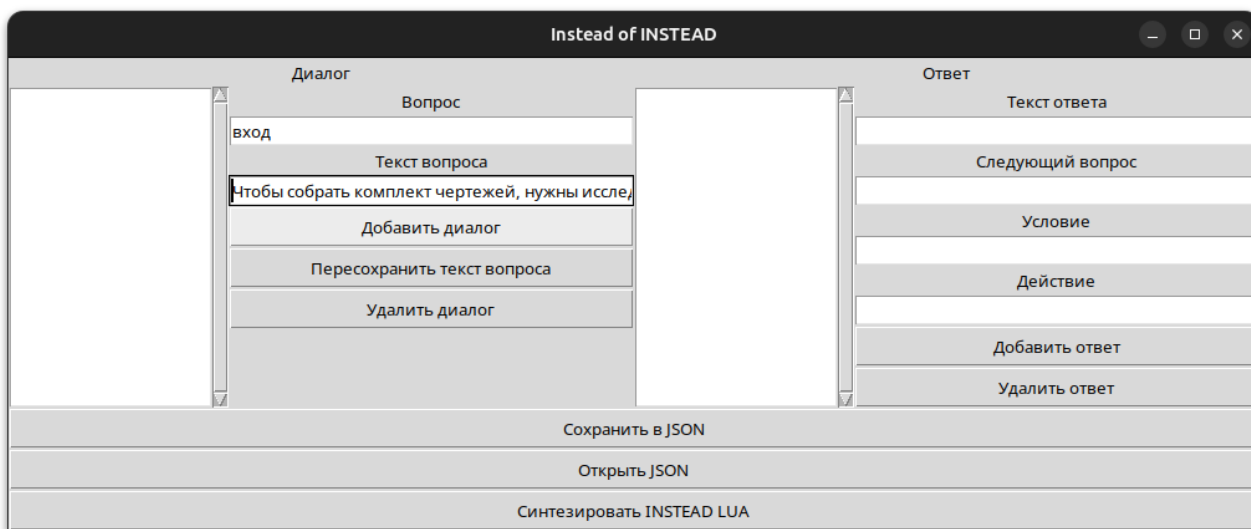 Instead of INSTEAD
Диалог
Ответ
Вопрос
вход
Текст вопроса
Чтобы собрать комплект чертежей, нужны
Добавить диалог
Пересохранить текст вопроса
Удалить диалог
Текст ответа
Следующий вопрос
Условие
Действие
Добавить ответ
Удалить ответ
Сохранить в JSON
Открыть JSON
Синтезировать INSTEAD LUA